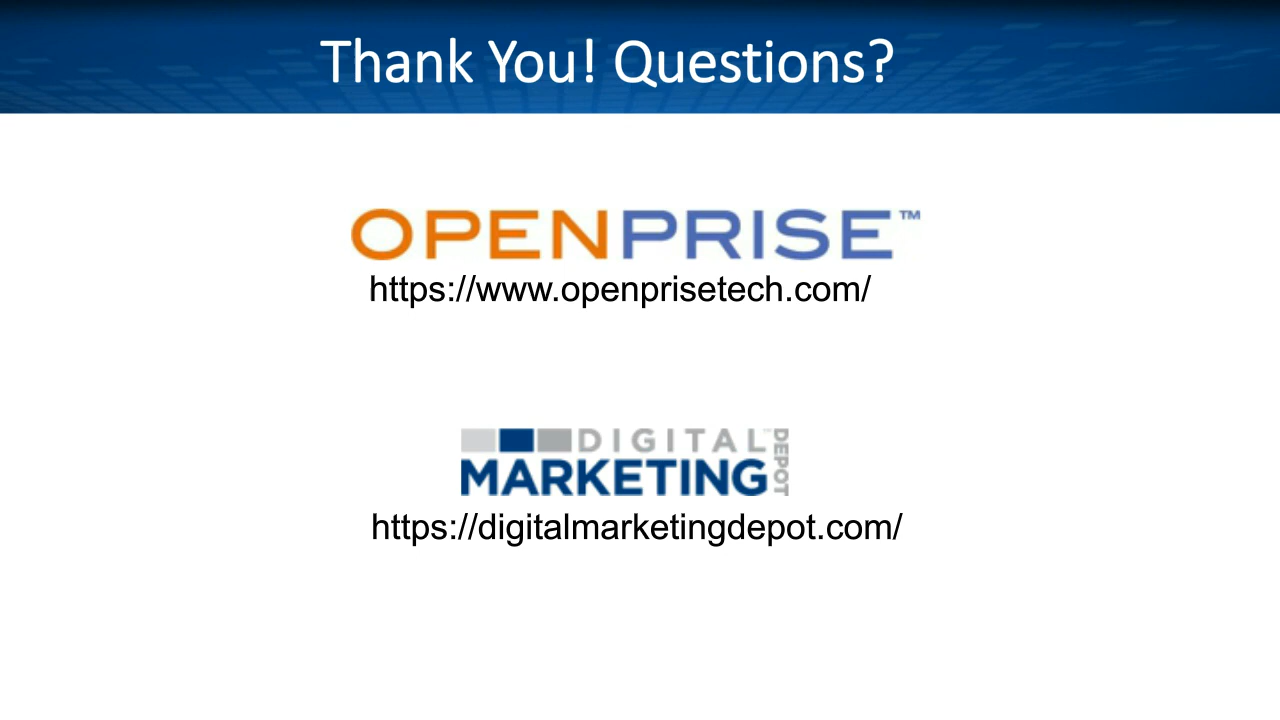 Thank You! Questions?
OPENPRISE™
https://www.openprisetech.com/
DIGITAL
MARKETING
DEPOT
https://digitalmarketingdepot.com/